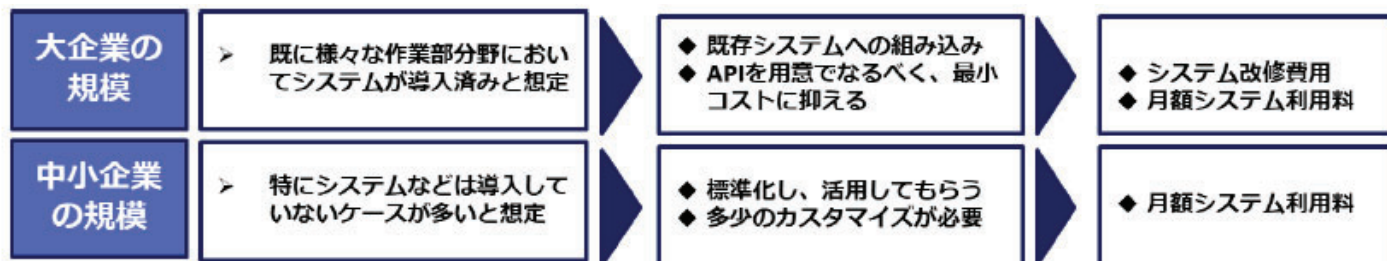 大企業の
規模
➢ 既に様々な作業部分野におい
てシステムが導入済みと想定
◆ 既存システムへの組み込み
◆ APIを用意でなるべく、最小
コストに抑える
◆ システム改修費用
◆ 月額システム利用料
中小企業
の規模
➢ 特にシステムなどは導入して
いないケースが多いと想定
◆ 標準化し、活用してもらう
◆ 多少のカスタマイズが必要
◆ 月額システム利用料